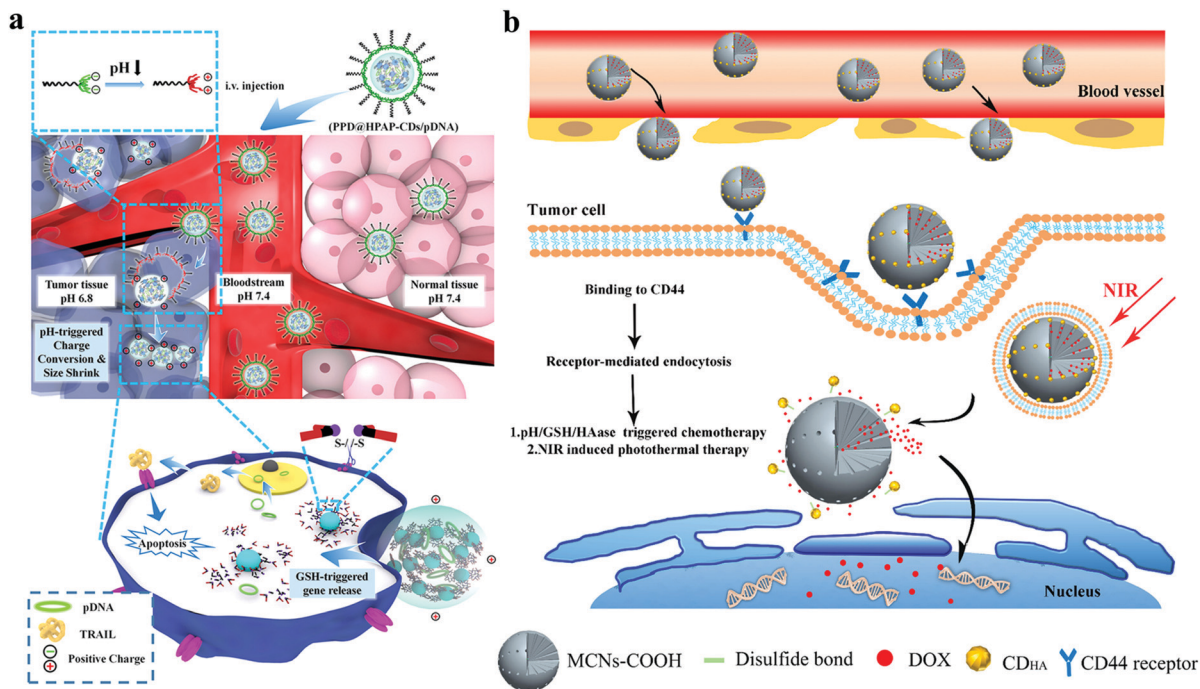 a
pH
i.v. injection
(PPD@HPAP-CDs/pDNA)
Tumor tissue
pH 6.8
Bloodstream
pH 7.4
Normal tissue
pH 7.4
pH-triggered
Charge
Conversion &
Size Shrink
S-/-/-S
Apoptosis
GSH-triggered
gene release
pDNA
TRAIL
Positive Charge
b
Blood vessel
Tumor cell
Binding to CD44
NIR
Receptor-mediated endocytosis
1.pH/GSH/HAase triggered chemotherapy
2.NIR induced photothermal therapy
Nucleus
MCNs-COOH
Disulfide bond
DOX
CDHA
CD44 receptor